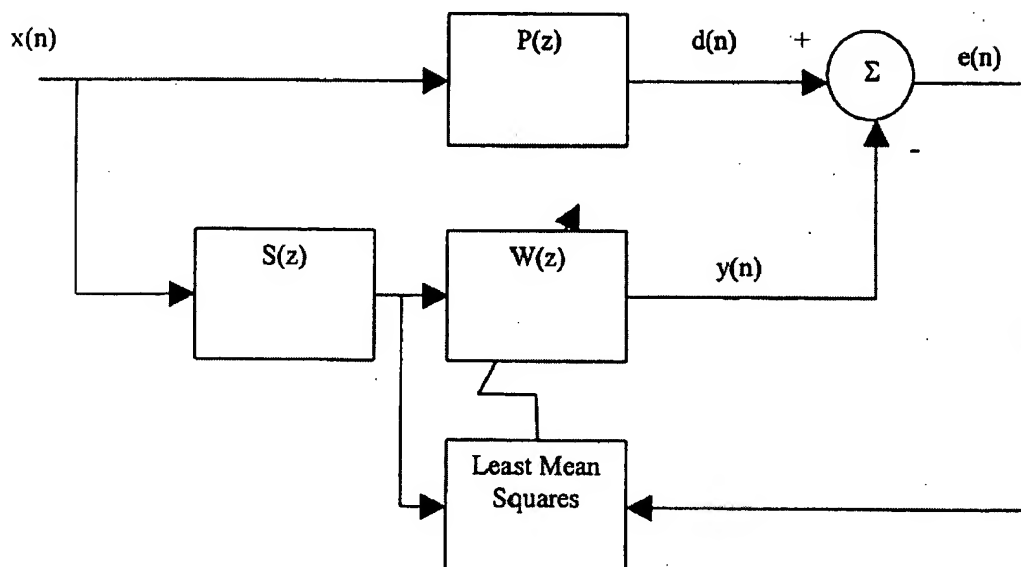 x(n)
P(z)
d(n)
+
Σ
e(n)
-
S(z)
W(z)
y(n)
Least Mean
Squares